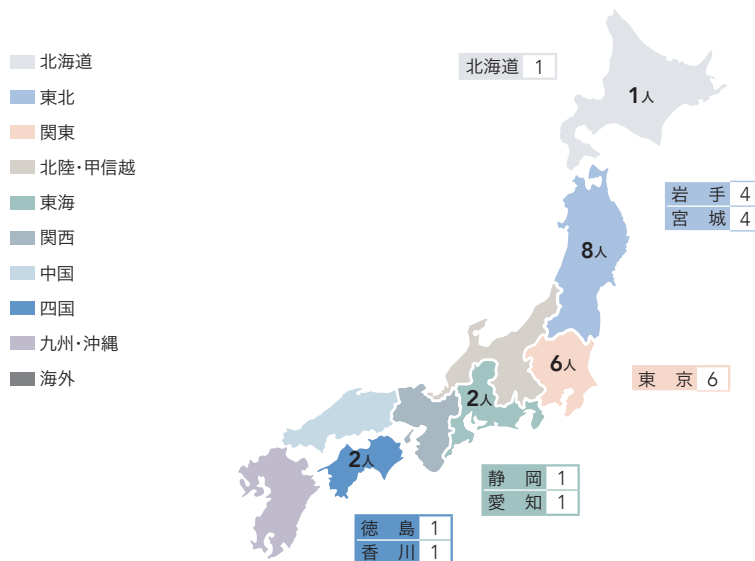 北海道
東北
関東
北陸・甲信越
東海
関西
中国
四国
九州・沖縄
海外
北海道 1
1人
岩手 4
宮城 4
8人
6人
東京 6
2人
2人
静岡 1
愛知 1
徳島 1
香川 1